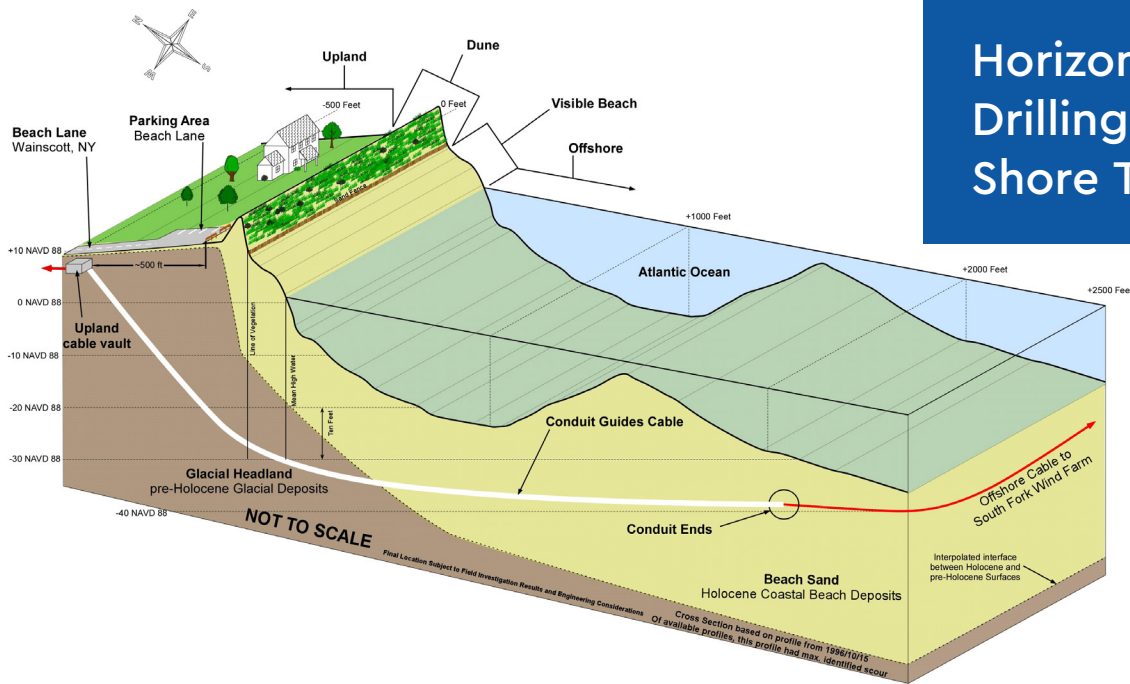 Horizon
Drilling
Shore T
N
E
S
W
Upland
Dune
-500 Feet
0 Feet
Visible Beach
Offshore
Parking Area
Beach Lane
Beach Lane
Wainscott, NY
Sand Fence
+1000 Feet
Atlantic Ocean
+2000 Feet
+2500 Feet
+10 NAVD 88
~500 ft
0 NAVD 88
Upland
cable vault
-10 NAVD 88
-20 NAVD 88
-30 NAVD 88
-40 NAVD 88
Line of Vegetation
Mean High Water
Ten Feet
Conduit Guides Cable
Glacial Headland
pre-Holocene Glacial Deposits
Conduit Ends
Offshore Cable to
South Fork Wind Farm
NOT TO SCALE
Final Location Subject to Field Investigation Results and Engineering Considerations
Interpolated interface
between Holocene and
pre-Holocene Surfaces
Beach Sand
Holocene Coastal Beach Deposits
Cross Section based on profile from 1996/10/15
Of available profiles, this profile had max. identified scour